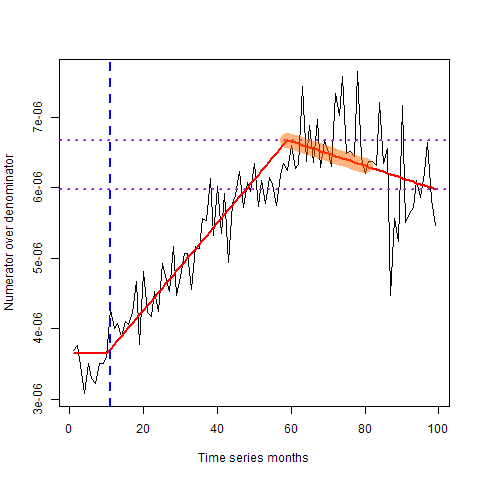 Numerator over denominator
7e-06
6e-06
5e-06
4e-06
3e-06
0
20
40
60
80
100
Time series months